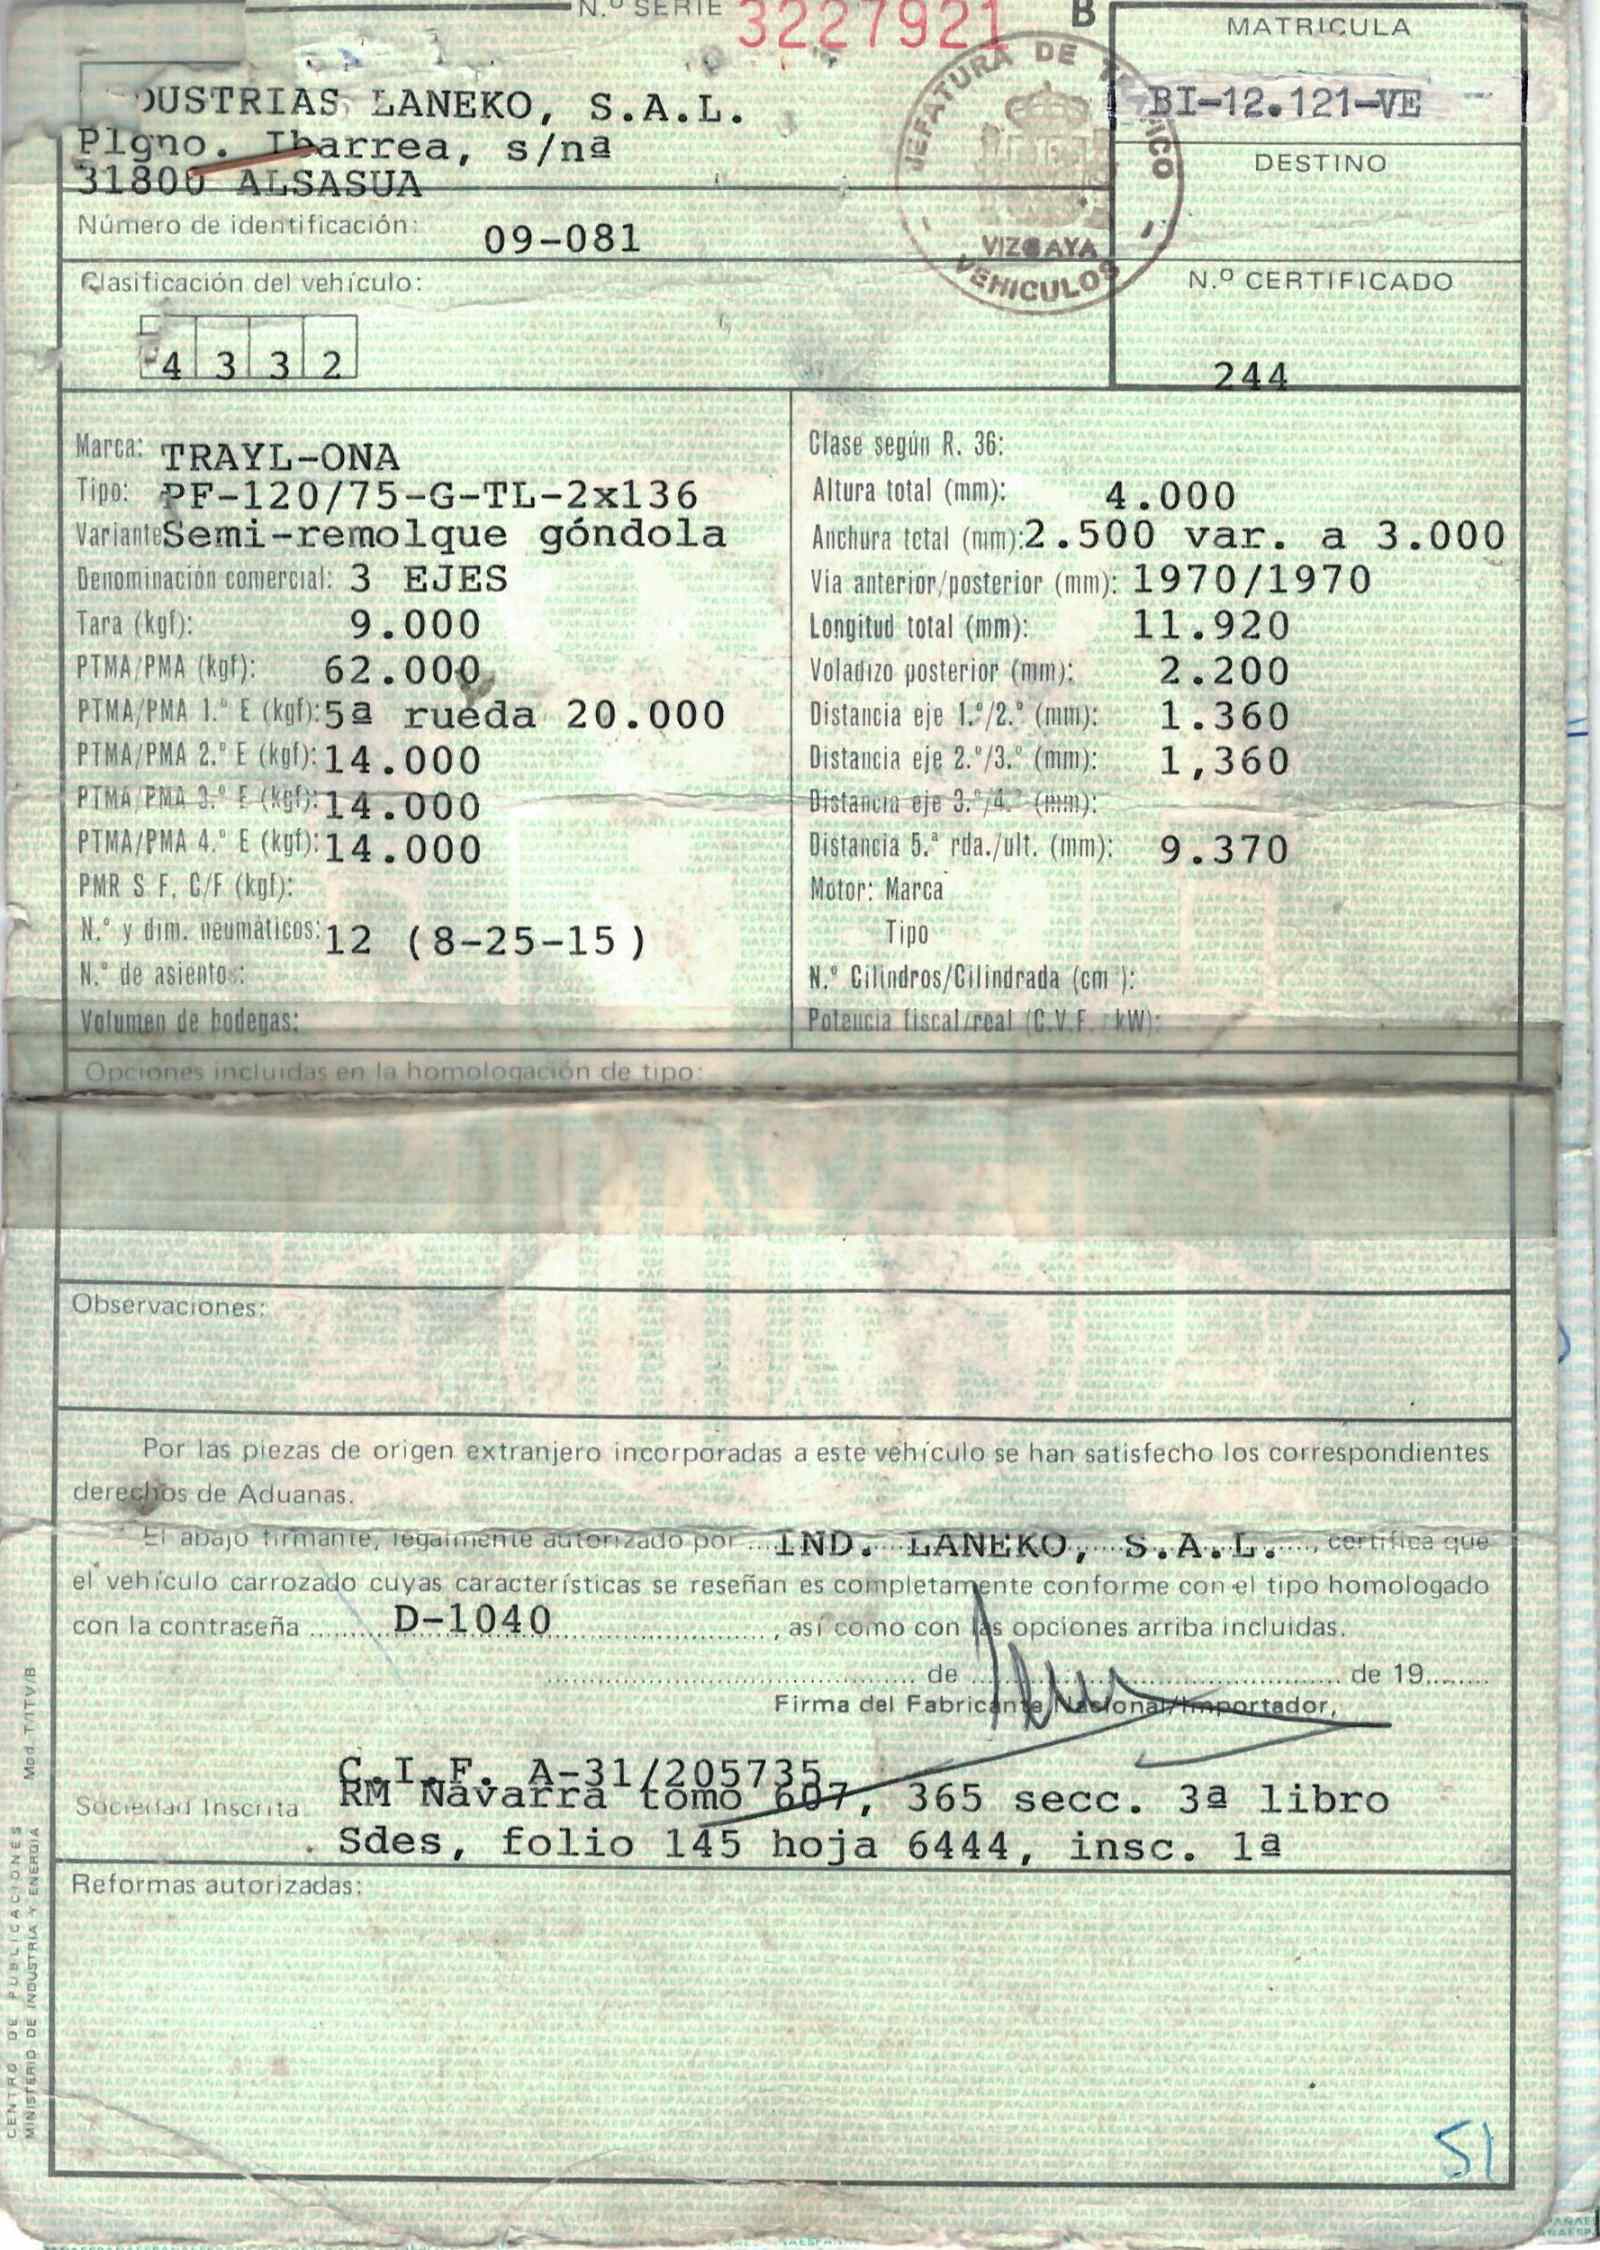 N.º SERIE 3227921 B
MATRICULA
BI-12.121-VE
JEFATURA DE TRAFICO
VIZCAYA
VEHICULOS
DUSTRIAS LANEKO, S.A.L.
Plgno. Ibarrea, s/nª
31800 ALSASUA
DESTINO
Número de identificación: 09-081
Clasificación del vehículo:
4 3 3 2
N.º CERTIFICADO
244
Marca: TRAYL-ONA
Tipo: PF-120/75-G-TL-2x136
Variante Semi-remolque góndola
Denominación comercial: 3 EJES
Tara (kgf): 9.000
PTMA/PMA (kgf): 62.000
PTMA/PMA 1.º E (kgf): 5ª rueda 20.000
PTMA/PMA 2.º E (kgf): 14.000
PTMA/PMA 3.º E (kgf): 14.000
PTMA/PMA 4.º E (kgf): 14.000
PMR S F. C/F (kgf):
N.º y dim. neumáticos: 12 (8-25-15)
N.º de asientos:
Volumen de bodegas:
Clase según R. 36:
Altura total (mm): 4.000
Anchura total (mm): 2.500 var. a 3.000
Via anterior/posterior (mm): 1970/1970
Longitud total (mm): 11.920
Voladizo posterior (mm): 2.200
Distancia eje 1.º/2.º (mm): 1.360
Distancia eje 2.º/3.º (mm): 1,360
Distancia eje 3.º/4.º (mm):
Distancia 5.ª rda./ult. (mm): 9.370
Motor: Marca
Tipo
N.º Cilindros/Cilindrada (cm ):
Potencia fiscal/real (C.V.F. kW):
Opciones incluidas en la homologación de tipo:
Observaciones:
Por las piezas de origen extranjero incorporadas a este vehículo se han satisfecho los correspondientes
derechos de Aduanas.
El abajo firmante, legalmente autorizado por IND. LANEKO, S.A.L. , certifica que
el vehículo carrozado cuyas características se reseñan es completamente conforme con el tipo homologado
con la contraseña D-1040 , así como con las opciones arriba incluidas.
de de 19
Firma del Fabricante Nacional/Importador,
C.I.F. A-31/205735
Sociedad Inscrita RM Navarra tomo 607, 365 secc. 3ª libro
Sdes, folio 145 hoja 6444, insc. 1ª
Reformas autorizadas:
51
CENTRO DE PUBLICACIONES
MINISTERIO DE INDUSTRIA Y ENERGIA Mod. T/ITV/B